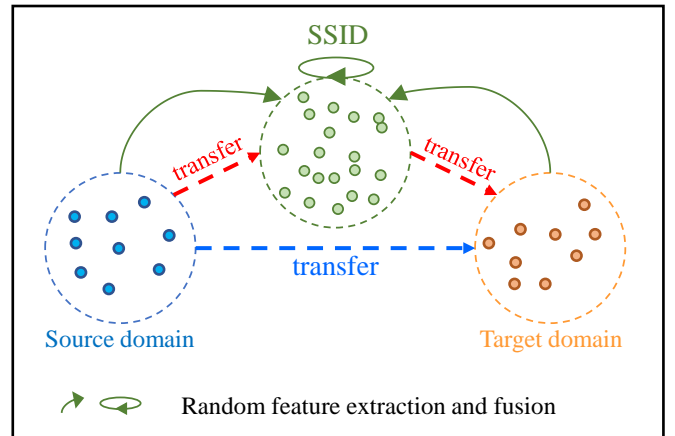 SSID
transfer
transfer
transfer
Source domain
Target domain
Random feature extraction and fusion